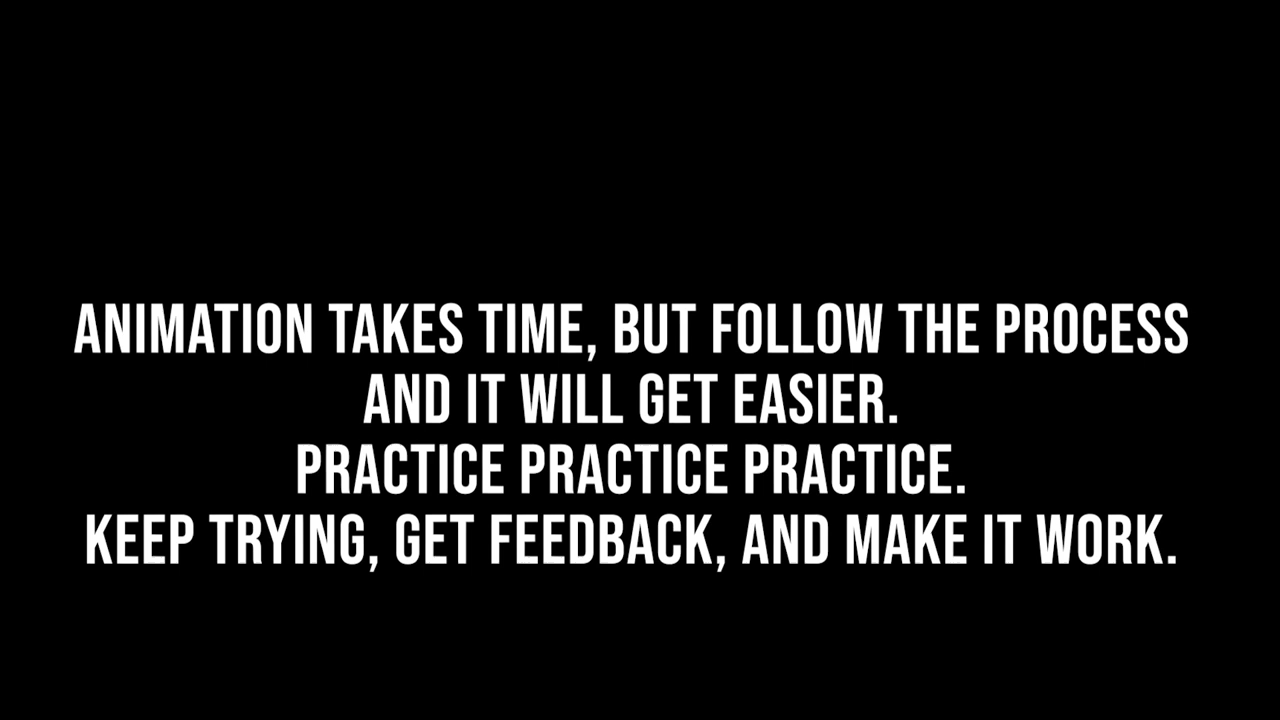 ANIMATION TAKES TIME, BUT FOLLOW THE PROCESS
AND IT WILL GET EASIER.
PRACTICE PRACTICE PRACTICE.
KEEP TRYING, GET FEEDBACK, AND MAKE IT WORK.